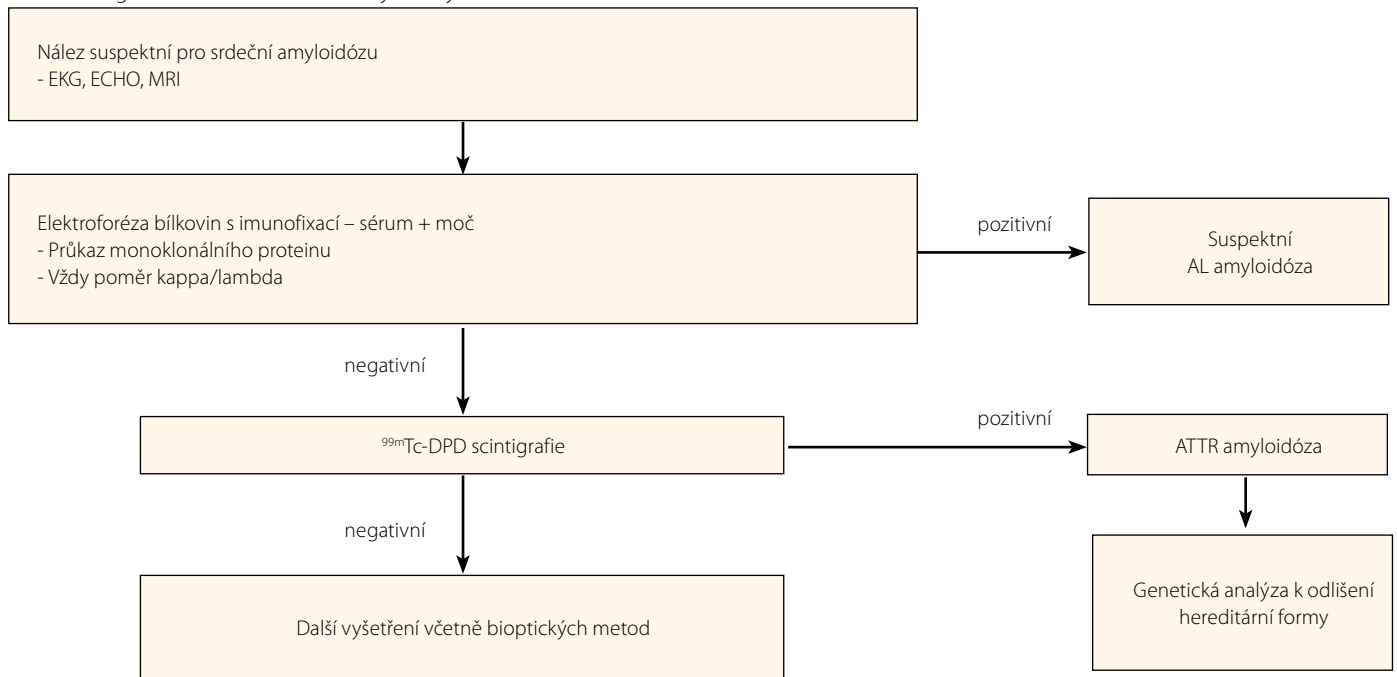 Nález suspektní pro srdeční amyloidózu
- EKG, ECHO, MRI
Elektroforéza bílkovin s imunofixací – sérum + moč
- Průkaz monoklonálního proteinu
- Vždy poměr kappa/lambda
pozitivní
Suspektní
AL amyloidóza
negativní
99mTc-DPD scintigrafie
pozitivní
ATTR amyloidóza
negativní
Další vyšetření včetně bioptických metod
Genetická analýza k odlišení
hereditární formy